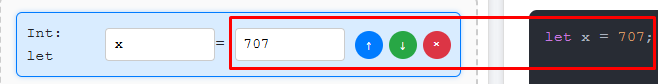 Int:
let x = 707 ↑ ↓ ×
let x = 707;